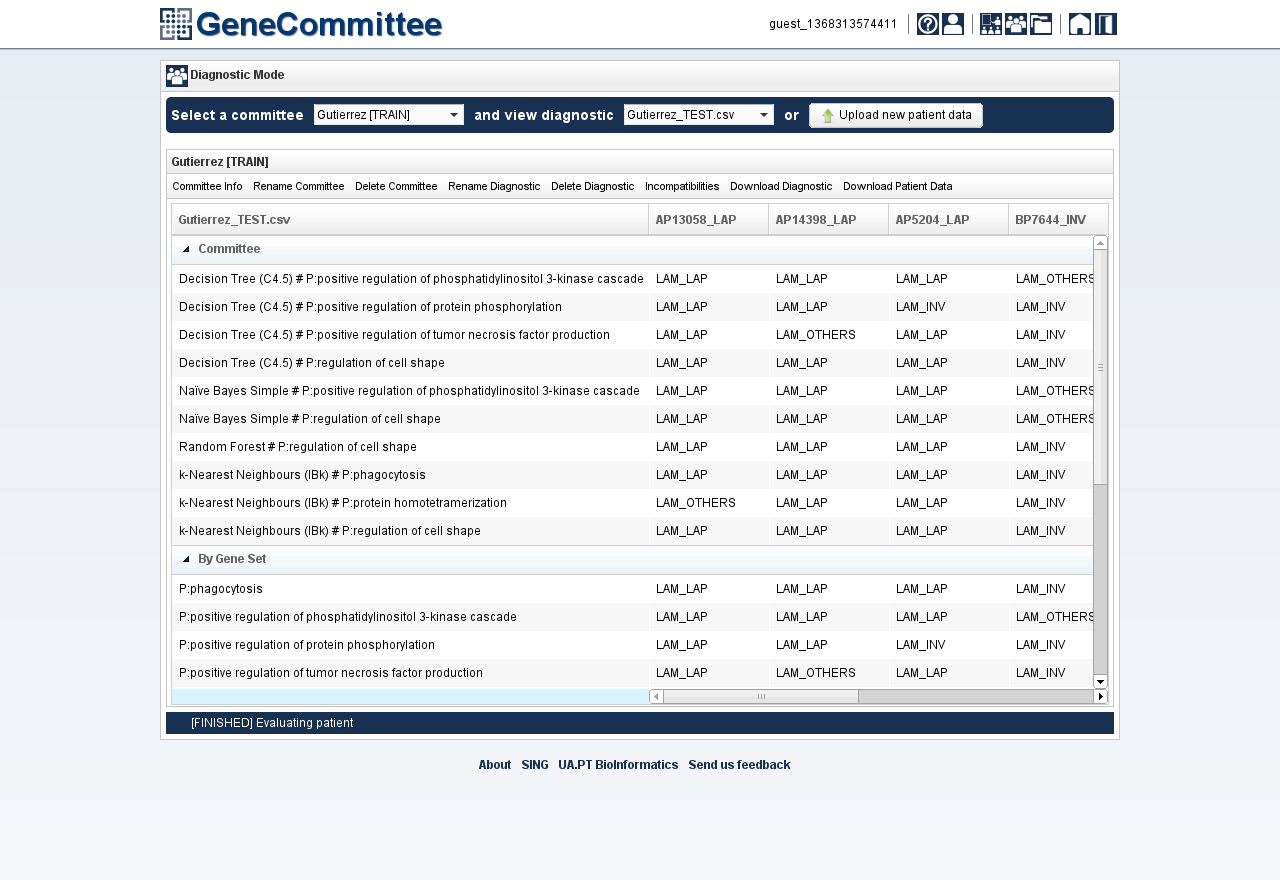 GeneCommittee
guest_1368313574411
Diagnostic Mode
Select a committee Gutierrez [TRAIN] and view diagnostic Gutierrez_TEST.csv or Upload new patient data
Gutierrez [TRAIN]
Committee Info Rename Committee Delete Committee Rename Diagnostic Delete Diagnostic Incompatibilities Download Diagnostic Download Patient Data
Gutierrez_TEST.csv AP13058_LAP AP14398_LAP AP5204_LAP BP7644_INV
Committee
Decision Tree (C4.5) # P:positive regulation of phosphatidylinositol 3-kinase cascade LAM_LAP LAM_LAP LAM_LAP LAM_OTHERS
Decision Tree (C4.5) # P:positive regulation of protein phosphorylation LAM_LAP LAM_LAP LAM_INV LAM_INV
Decision Tree (C4.5) # P:positive regulation of tumor necrosis factor production LAM_LAP LAM_OTHERS LAM_LAP LAM_INV
Decision Tree (C4.5) # P:regulation of cell shape LAM_LAP LAM_LAP LAM_LAP LAM_INV
Naïve Bayes Simple # P:positive regulation of phosphatidylinositol 3-kinase cascade LAM_LAP LAM_LAP LAM_LAP LAM_OTHERS
Naïve Bayes Simple # P:regulation of cell shape LAM_LAP LAM_LAP LAM_LAP LAM_OTHERS
Random Forest # P:regulation of cell shape LAM_LAP LAM_LAP LAM_LAP LAM_INV
k-Nearest Neighbours (IBk) # P:phagocytosis LAM_LAP LAM_LAP LAM_LAP LAM_INV
k-Nearest Neighbours (IBk) # P:protein homotetramerization LAM_OTHERS LAM_LAP LAM_LAP LAM_INV
k-Nearest Neighbours (IBk) # P:regulation of cell shape LAM_LAP LAM_LAP LAM_LAP LAM_INV
By Gene Set
P:phagocytosis LAM_LAP LAM_LAP LAM_LAP LAM_INV
P:positive regulation of phosphatidylinositol 3-kinase cascade LAM_LAP LAM_LAP LAM_LAP LAM_OTHERS
P:positive regulation of protein phosphorylation LAM_LAP LAM_LAP LAM_INV LAM_INV
P:positive regulation of tumor necrosis factor production LAM_LAP LAM_OTHERS LAM_LAP LAM_INV
[FINISHED] Evaluating patient
About SING UA.PT BioInformatics Send us feedback